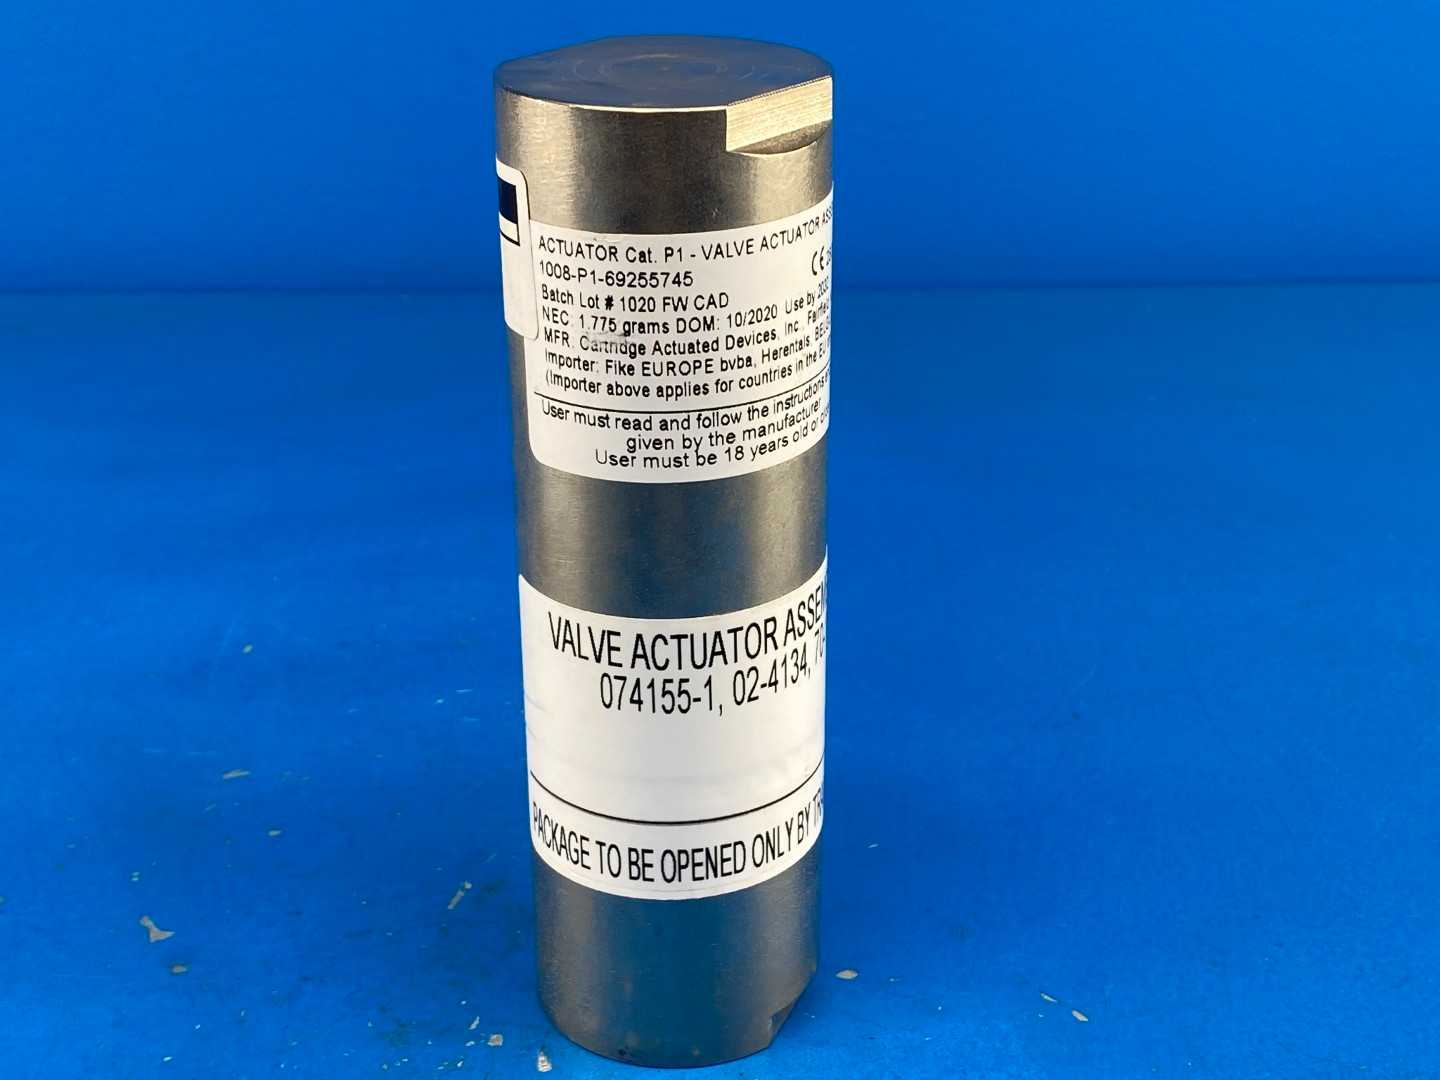 ACTUATOR Cat. P1 - VALVE ACTUATOR
1008-P1-69255745
Batch Lot # 1020 FW CAD
NEC: 1.775 grams DOM: 10/2020 Use by
MFR. Cartridge Actuated Devices, Inc., Fairfield
Importer: Fike EUROPE bvba, Herentals,
(Importer above applies for countries in the EU
User must read and follow the instructions
given by the manufacturer
User must be 18 years old or
VALVE ACTUATOR
074155-1, 02-4134,
PACKAGE TO BE OPENED ONLY BY